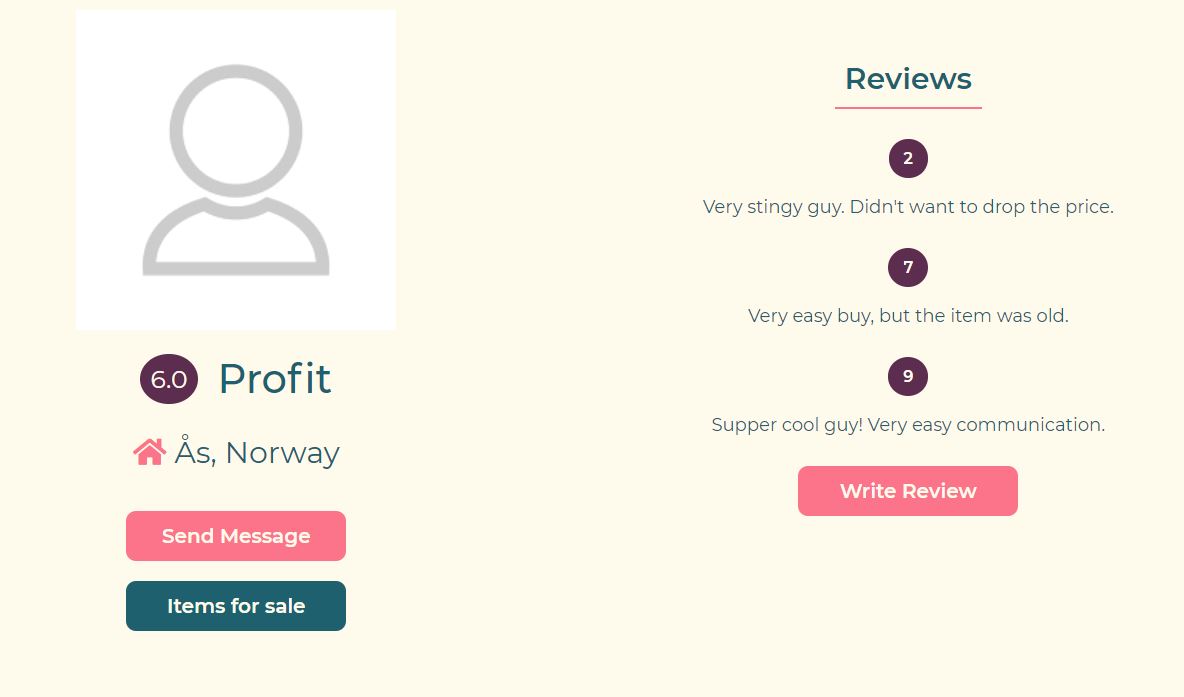 6.0 Profit
Ås, Norway
Send Message
Items for sale
Reviews
2
Very stingy guy. Didn't want to drop the price.
7
Very easy buy, but the item was old.
9
Supper cool guy! Very easy communication.
Write Review